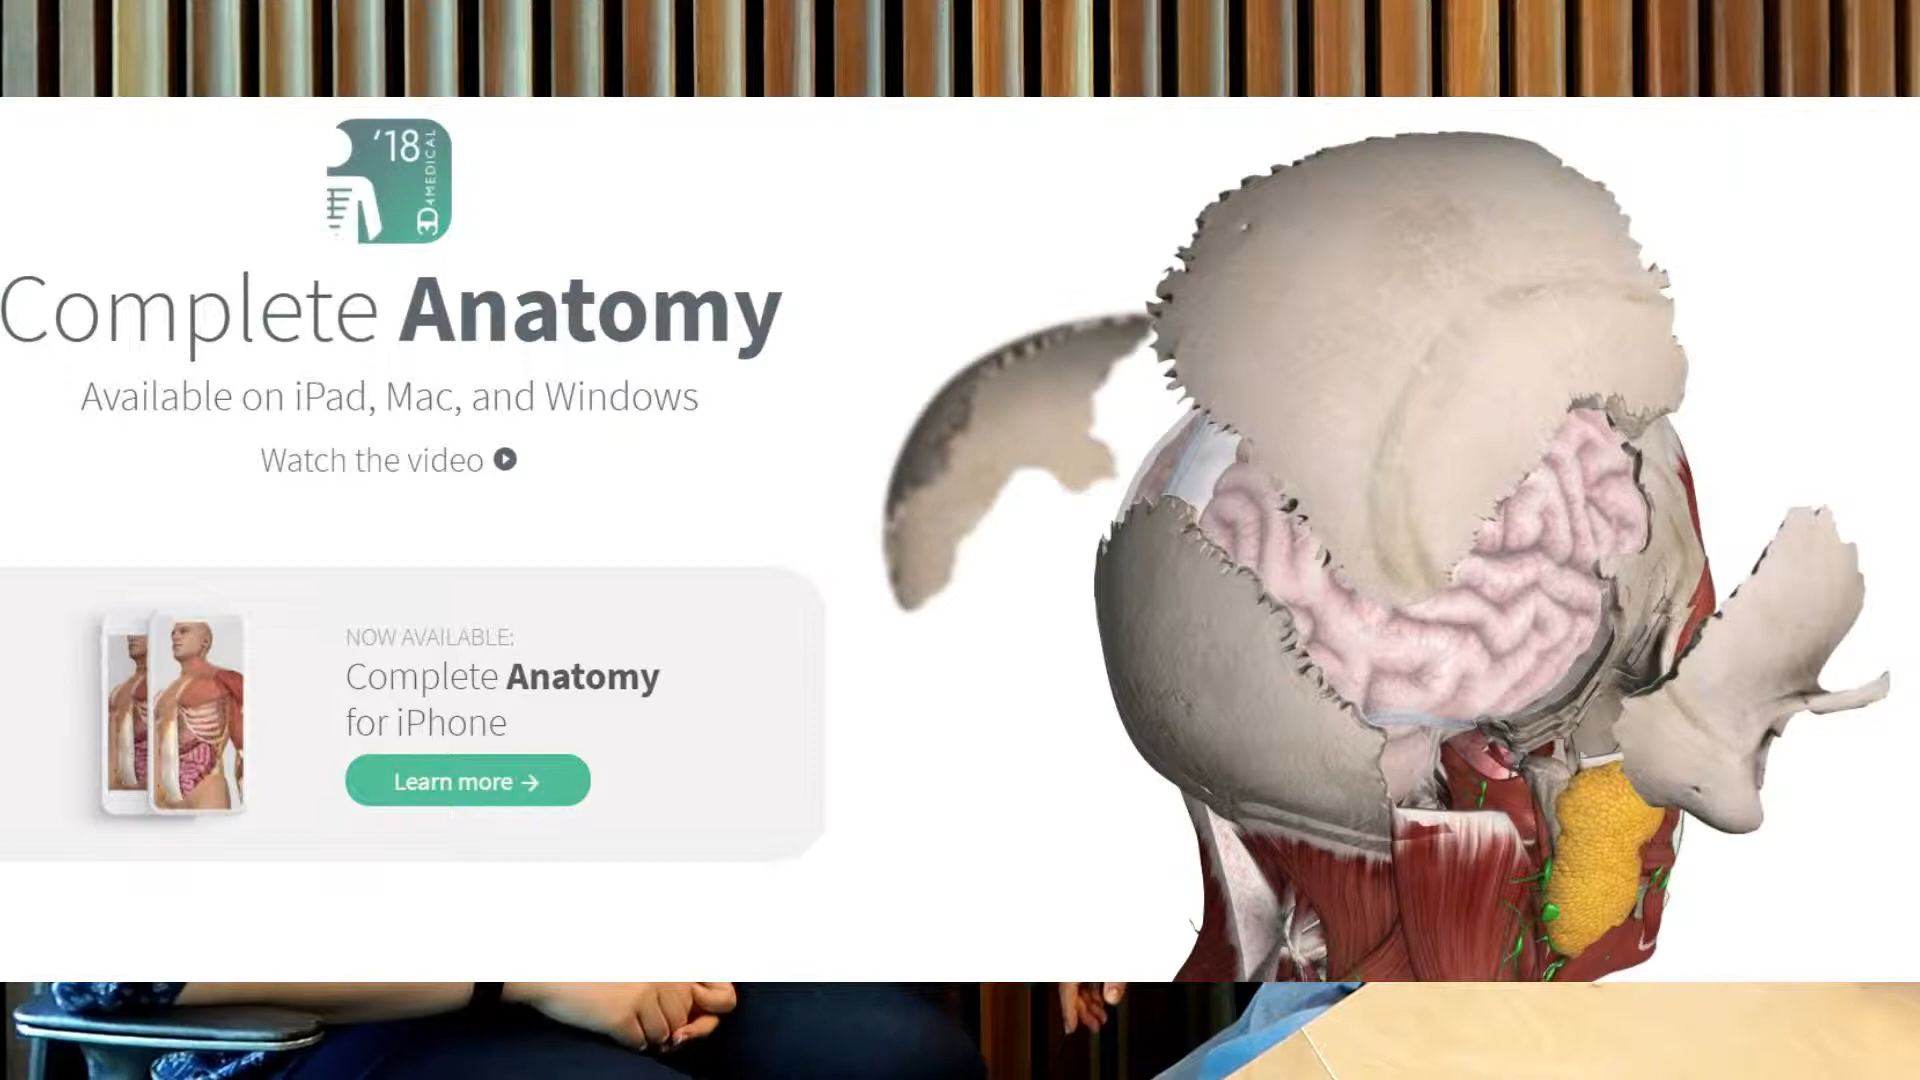 '18
3D4MEDICAL
Complete Anatomy
Available on iPad, Mac, and Windows
Watch the video
NOW AVAILABLE:
Complete Anatomy
for iPhone
Learn more →